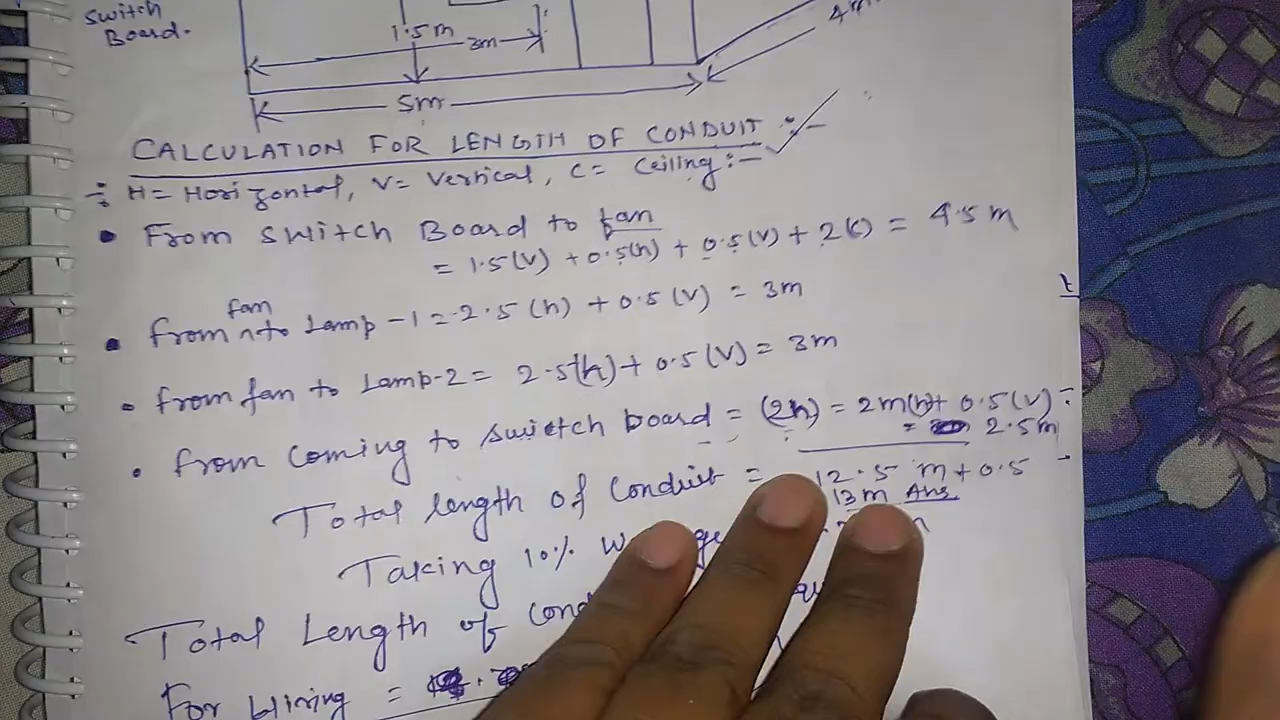 Switch
Board.
4m
1.5m
3m
5m
CALCULATION FOR LENGTH OF CONDUIT :-
H= Horizontal, V= Vertical, C= Ceiling:-
• From switch Board to fan
= 1.5(V) + 0.5(h) + 0.5(V) + 2(c) = 4.5m
• from fan to Lamp-1 = 2.5(h) + 0.5(V) = 3m
• from fan to Lamp-2 = 2.5(h) + 0.5(V) = 3m
• from coming to switch board = (2h) = 2m(h)+ 0.5(V)
= 2.5m
Total length of Conduit = 12.5 m + 0.5
13m Ans
Taking 10%
Total Length of
For